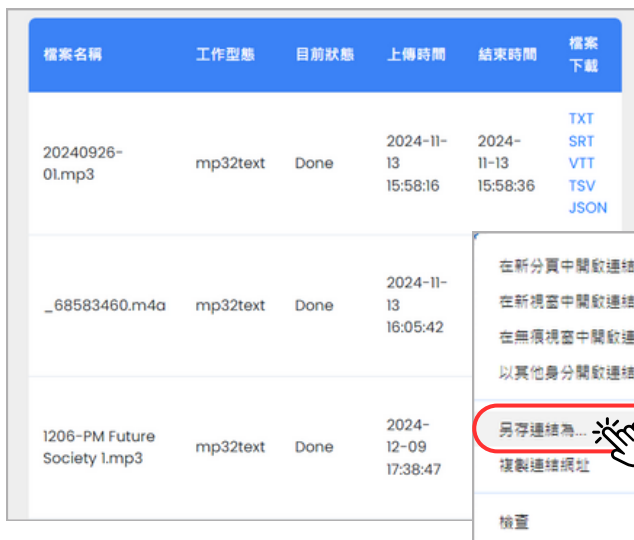 檔案名稱 工作型態 目前狀態 上傳時間 結束時間 檔案
下載
20240926-
01.mp3 mp32text Done 2024-11-
13
15:58:16 2024-
11-13
15:58:36 TXT
SRT
VTT
TSV
JSON
_68583460.m4a mp32text Done 2024-11-
13
16:05:42
1206-PM Future
Society 1.mp3 mp32text Done 2024-
12-09
17:38:47
在新分頁中開啟連結
在新視窗中開啟連結
在無痕視窗中開啟連
以其他身分開啟連結
另存連結為...
複製連結網址
檢查